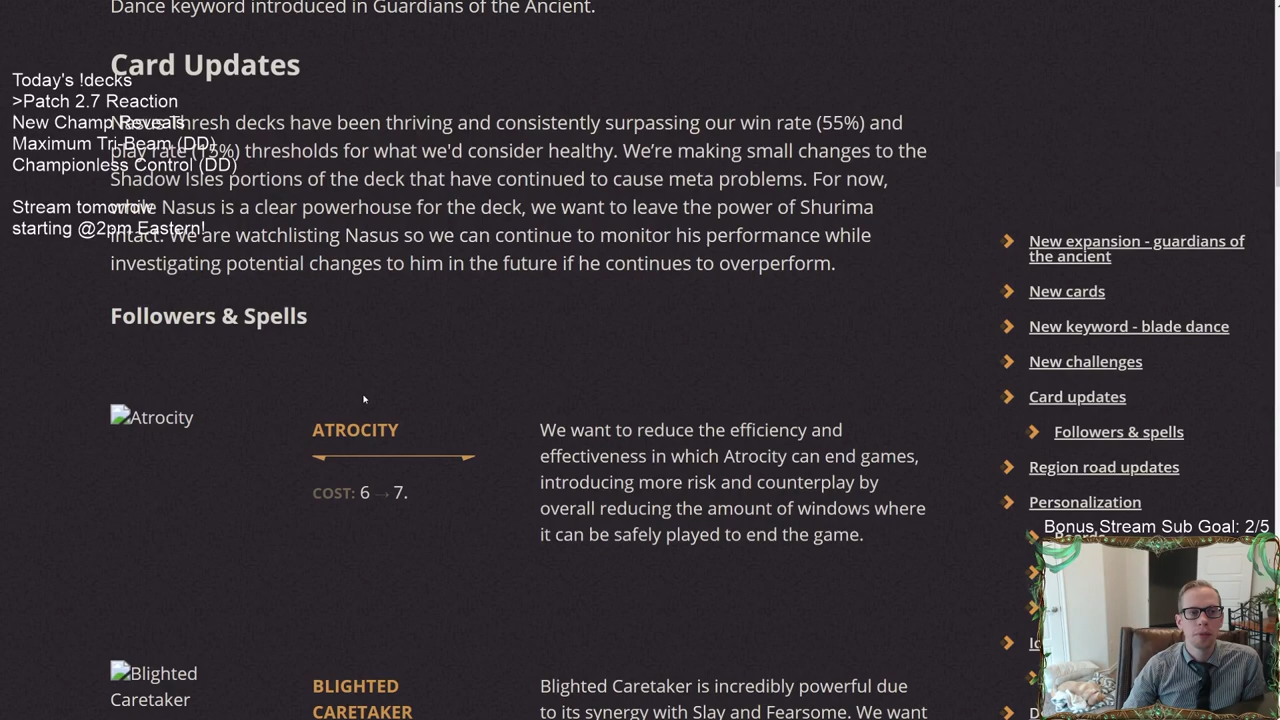 Dance keyword introduced in Guardians of the Ancient.
Card Updates
Today's !decks
>Patch 2.7 Reaction
New Champ Reveals
Maximum Tri-Beam (DD)
Championless Control (DD)
Stream tomorrow
starting @2pm Eastern!
Nasus Thresh decks have been thriving and consistently surpassing our win rate (55%) and
play rate (15%) thresholds for what we'd consider healthy. We're making small changes to the
Shadow Isles portions of the deck that have continued to cause meta problems. For now,
while Nasus is a clear powerhouse for the deck, we want to leave the power of Shurima
intact. We are watchlisting Nasus so we can continue to monitor his performance while
investigating potential changes to him in the future if he continues to overperform.
Followers & Spells
Atrocity
ATROCITY
COST: 6 → 7.
We want to reduce the efficiency and
effectiveness in which Atrocity can end games,
introducing more risk and counterplay by
overall reducing the amount of windows where
it can be safely played to end the game.
Blighted
Caretaker
BLIGHTED
CARETAKER
Blighted Caretaker is incredibly powerful due
to its synergy with Slay and Fearsome. We want
New expansion - guardians of
the ancient
New cards
New keyword - blade dance
New challenges
Card updates
Followers & spells
Region road updates
Personalization
Bonus Stream Sub Goal: 2/5